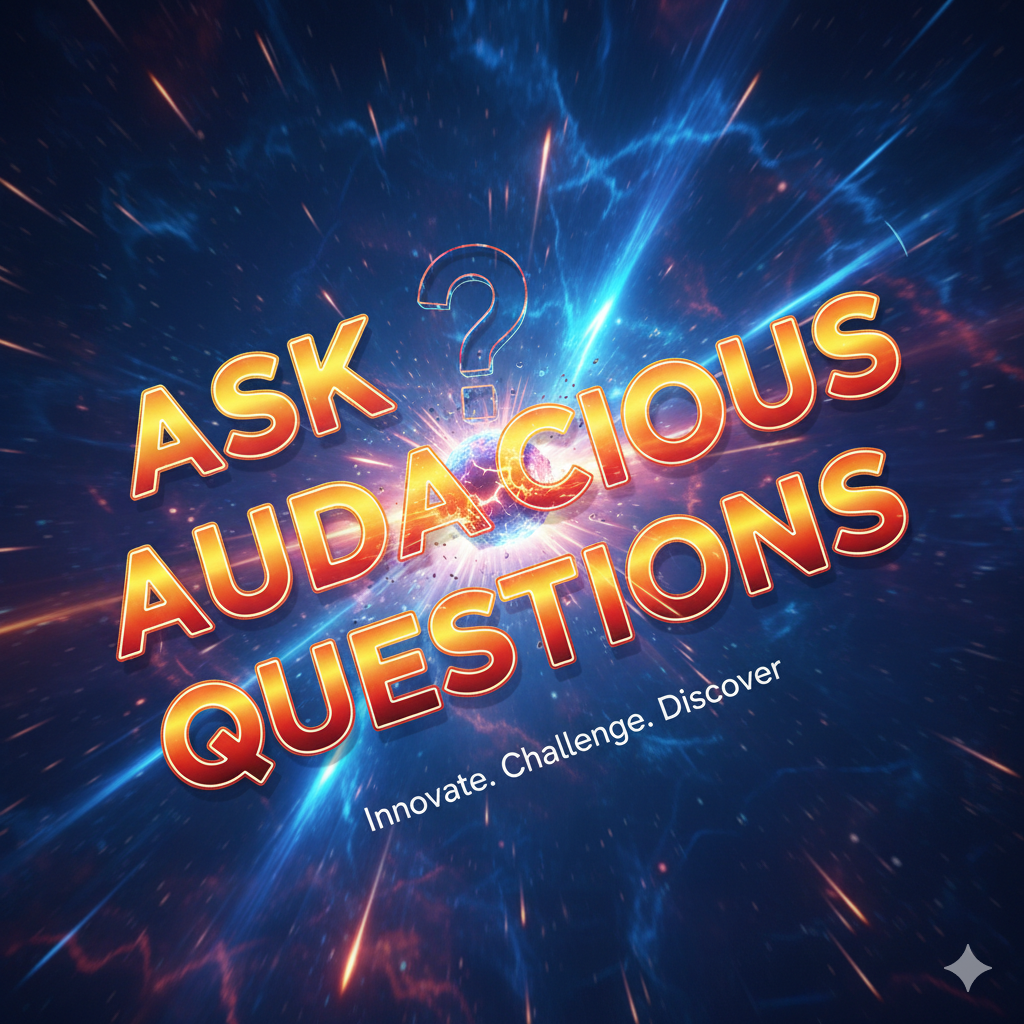 ?
ASK
AUDACIOUS
QUESTIONS
Innovate. Challenge. Discover